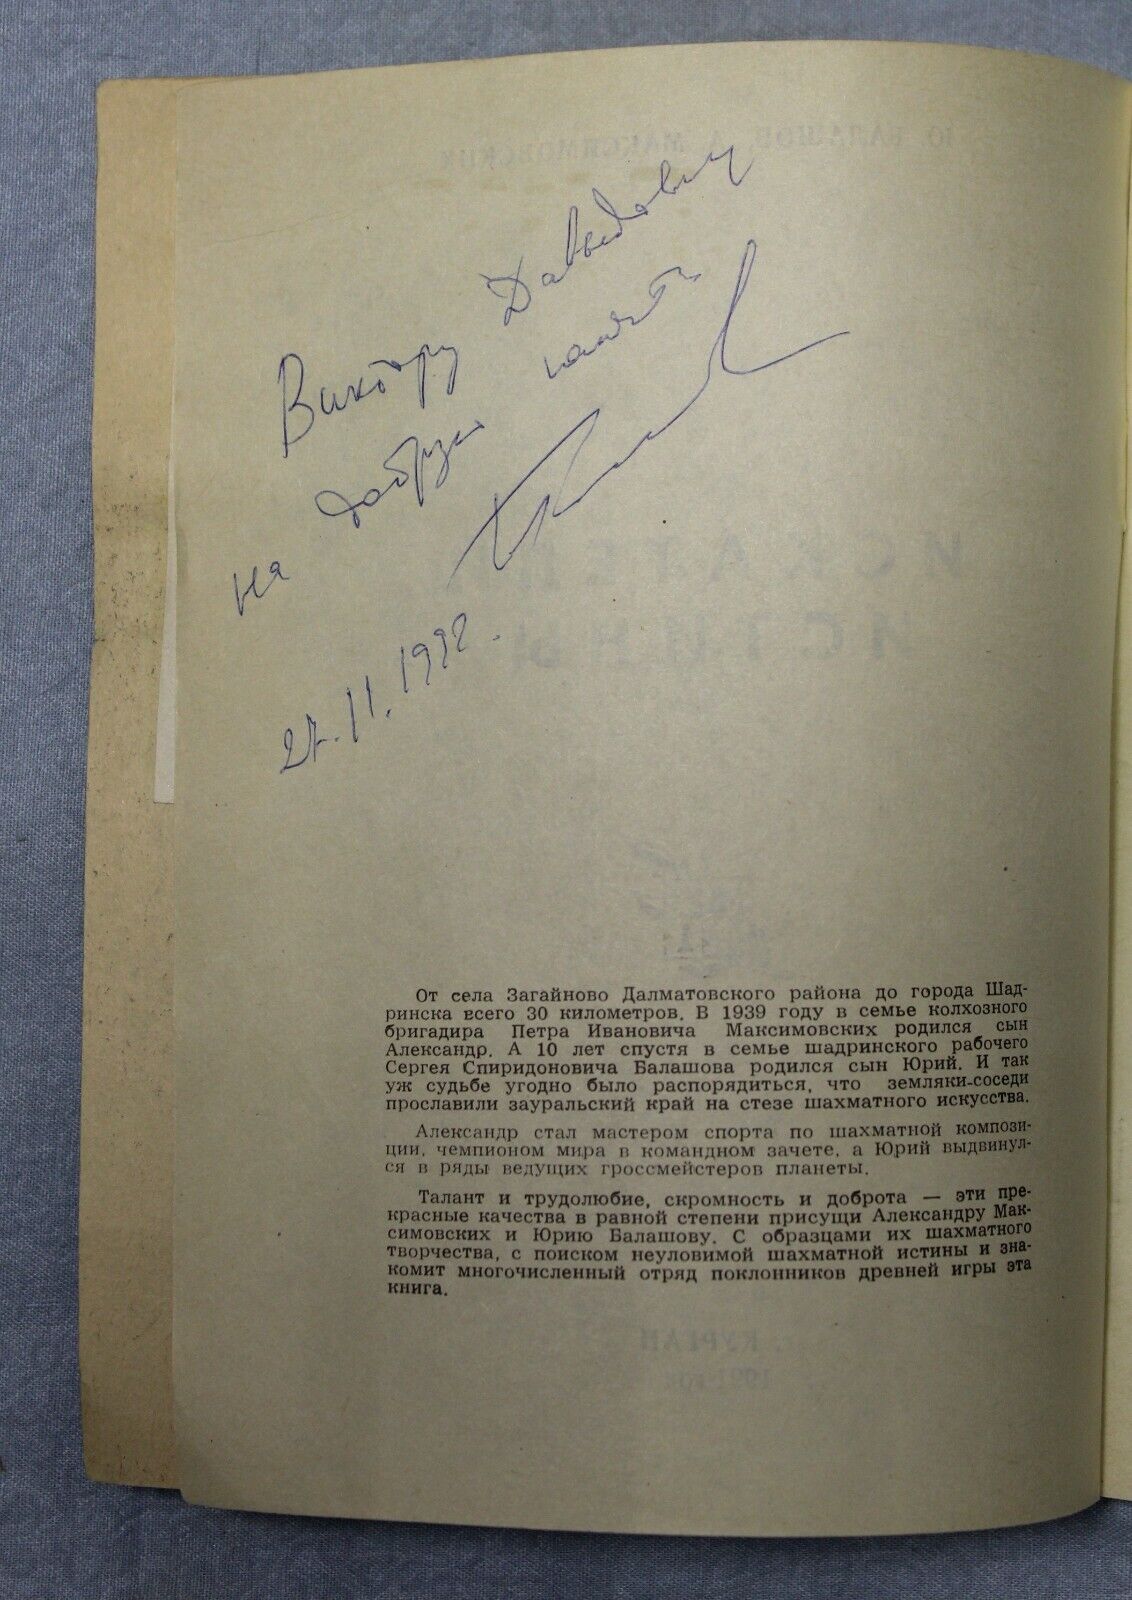 Виктору Давыдовичу
на добрую память
27.11.1992.
От села Загайново Далматовского района до города Шад-
ринска всего 30 километров. В 1939 году в семье колхозного
бригадира Петра Ивановича Максимовских родился сын
Александр. А 10 лет спустя в семье шадринского рабочего
Сергея Спиридоновича Балашова родился сын Юрий. И так
уж судьбе угодно было распорядиться, что земляки-соседи
прославили зауральский край на стезе шахматного искусства.
Александр стал мастером спорта по шахматной компози-
ции, чемпионом мира в командном зачете, а Юрий выдвинул-
ся в ряды ведущих гроссмейстеров планеты.
Талант и трудолюбие, скромность и доброта — эти пре-
красные качества в равной степени присущи Александру Мак-
симовских и Юрию Балашову. С образцами их шахматного
творчества, с поиском неуловимой шахматной истины и зна-
комит многочисленный отряд поклонников древней игры эта
книга.